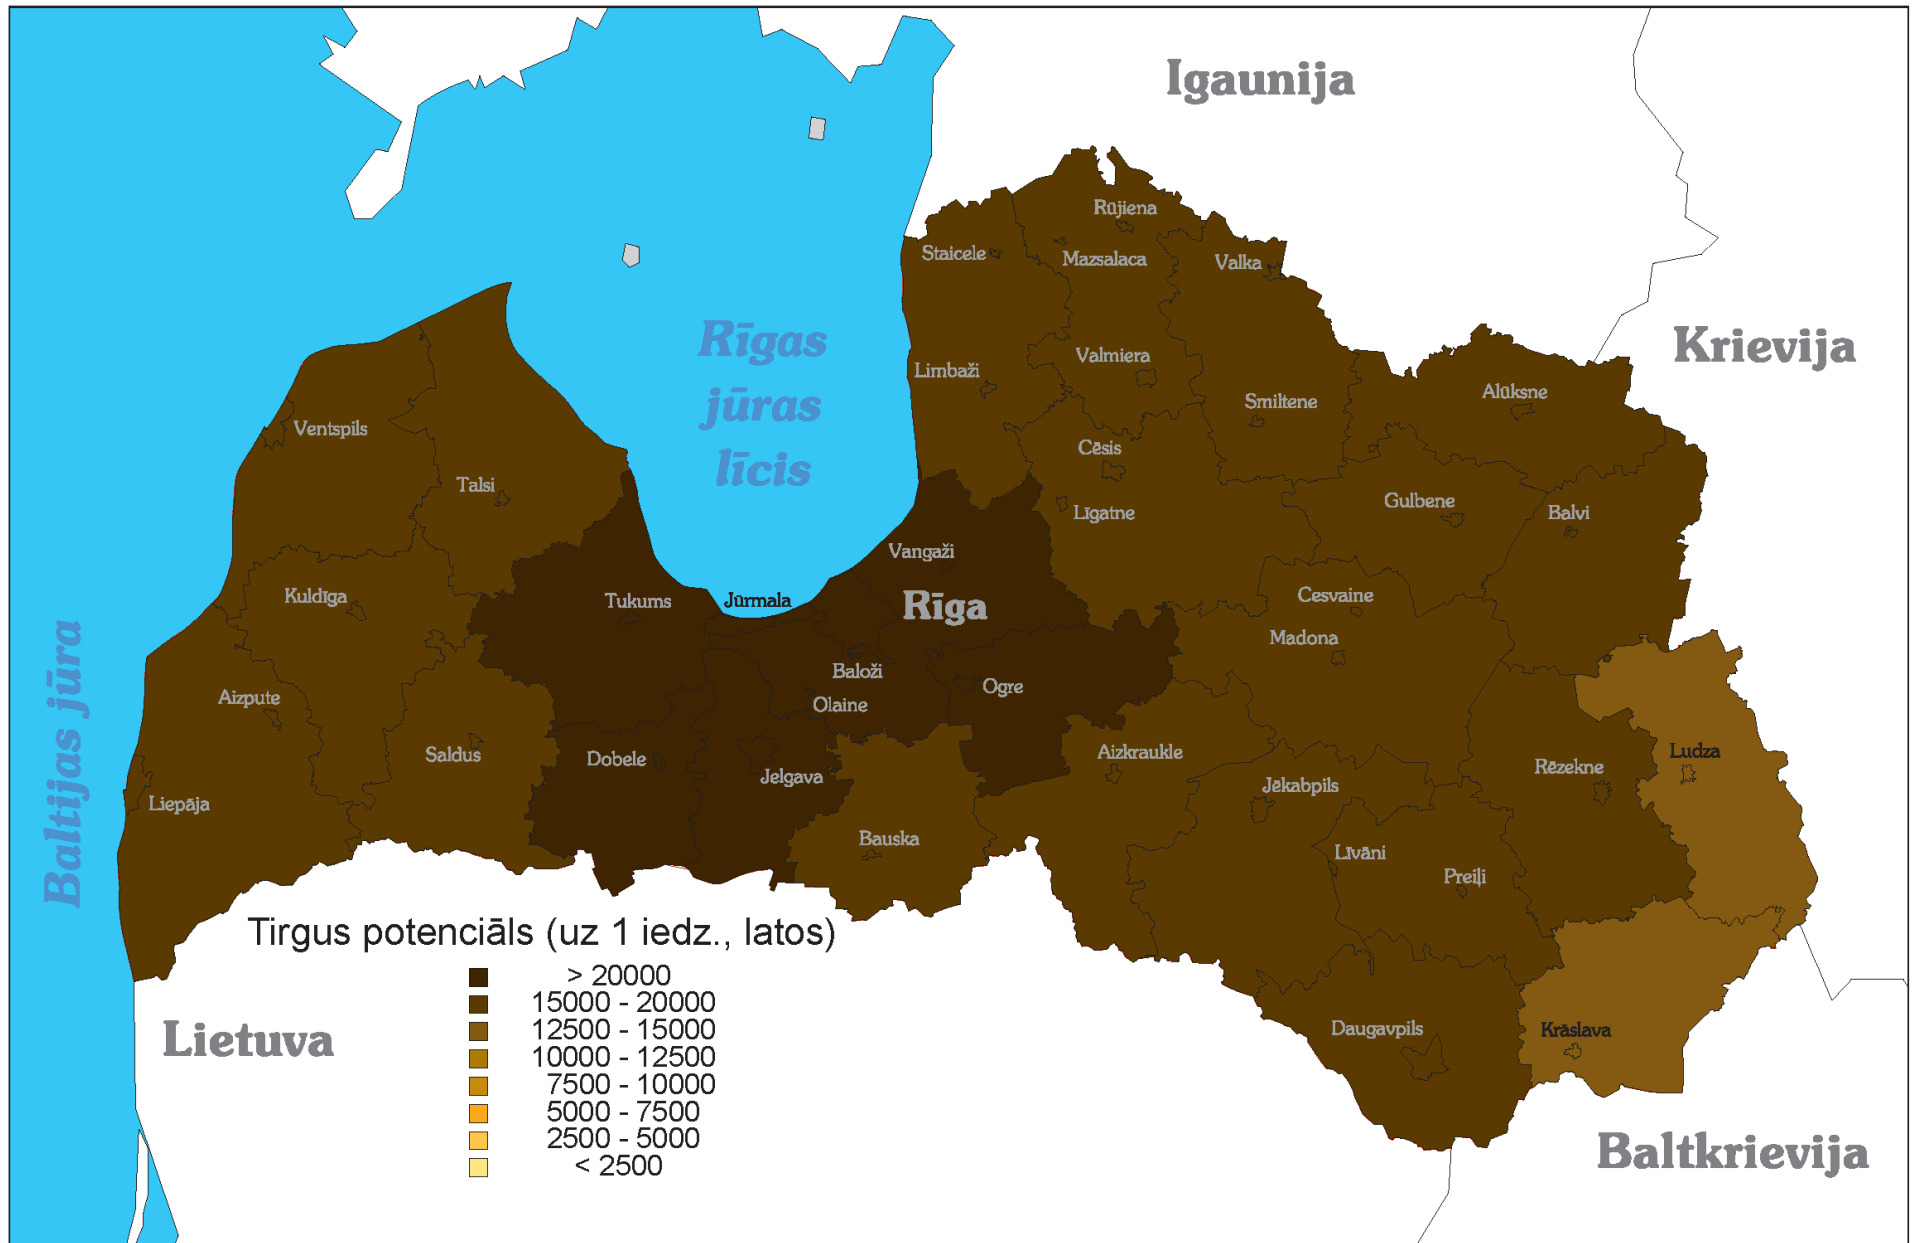 Igaunija
Krievija
Rīgas
jūras
līcis
Baltijas jūra
Rūjiena
Staicele
Mazsalaca
Valka
Limbaži
Valmiera
Smiltene
Alūksne
Ventspils
Cēsis
Talsi
Līgatne
Gulbene
Balvi
Vangaži
Kuldīga
Tukums
Jūrmala
Rīga
Cesvaine
Madona
Aizpute
Baloži
Ogre
Olaine
Saldus
Dobele
Jelgava
Aizkraukle
Jēkabpils
Rēzekne
Ludza
Liepāja
Bauska
Līvāni
Preiļi
Daugavpils
Krāslava
Lietuva
Baltkrievija
Tirgus potenciāls (uz 1 iedz., latos)
> 20000
15000 - 20000
12500 - 15000
10000 - 12500
7500 - 10000
5000 - 7500
2500 - 5000
< 2500